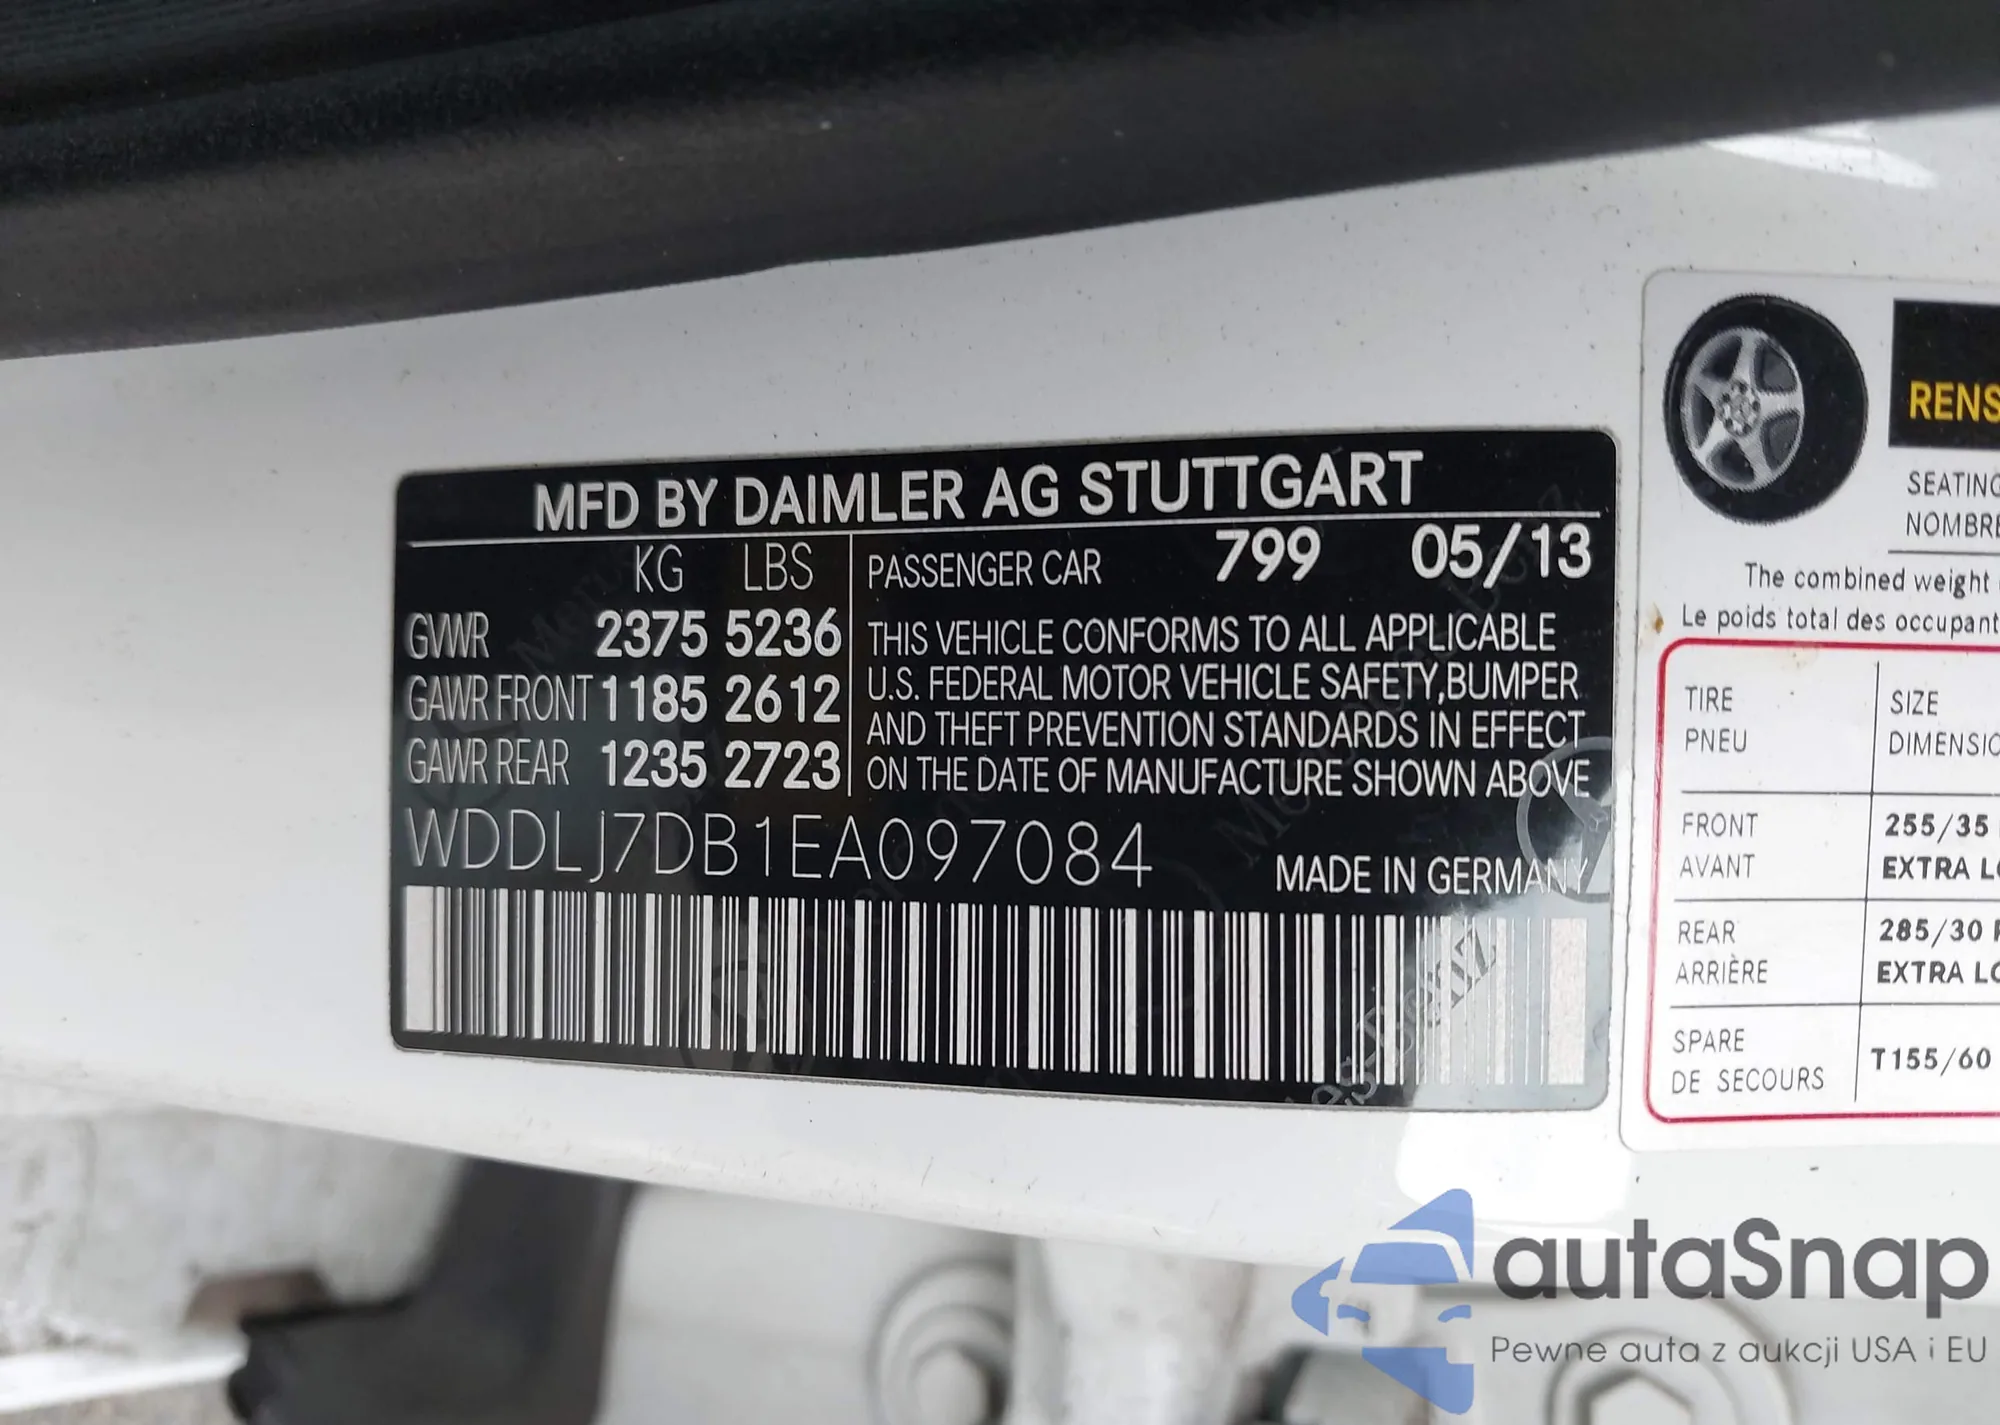 MFD BY DAIMLER AG STUTTGART
KG LBS
GVWR 2375 5236
GAWR FRONT 1185 2612
GAWR REAR 1235 2723
PASSENGER CAR 799 05/13
THIS VEHICLE CONFORMS TO ALL APPLICABLE
U.S. FEDERAL MOTOR VEHICLE SAFETY,BUMPER
AND THEFT PREVENTION STANDARDS IN EFFECT
ON THE DATE OF MANUFACTURE SHOWN ABOVE
WDDLJ7DB1EA097084
MADE IN GERMANY
RENS
SEATING
NOMBRE
The combined weight
Le poids total des occupant
TIRE SIZE
PNEU DIMENSIO
FRONT 255/35
AVANT EXTRA LO
REAR 285/30
ARRIÈRE EXTRA LO
SPARE T155/60
DE SECOURS
autaSnap
Pewne auta z aukcji USA i EU